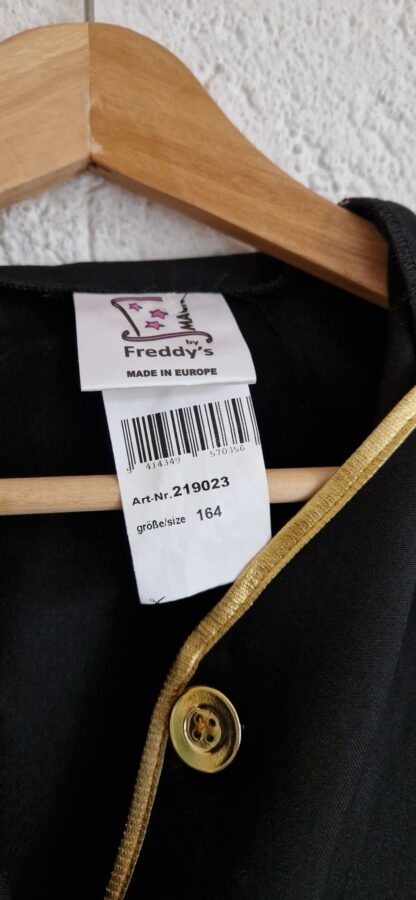 by
Freddy's
MADE IN EUROPE
414349 570356
Art-Nr. 219023
größe/size 164